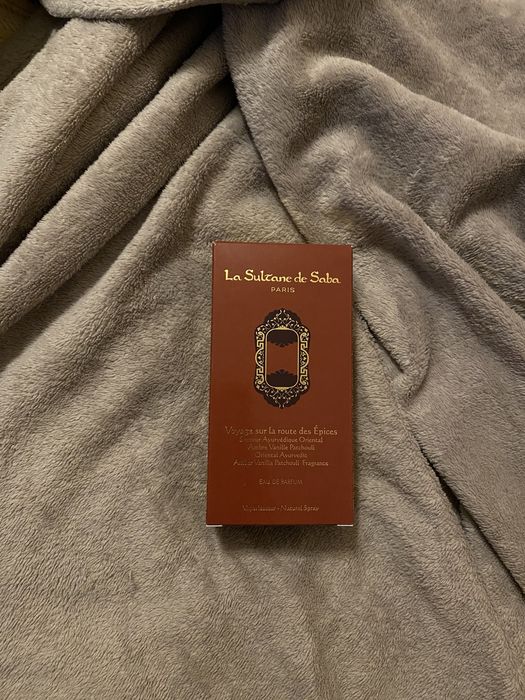 La Sultane de Saba
PARIS
Voyage sur la route des Épices
Senteur Ayurvédique Oriental
Ambre Vanille Patchouli
Oriental Ayurvedic
Amber Vanilla Patchouli Fragrance
EAU DE PARFUM
Vaporisateur - Natural Spray